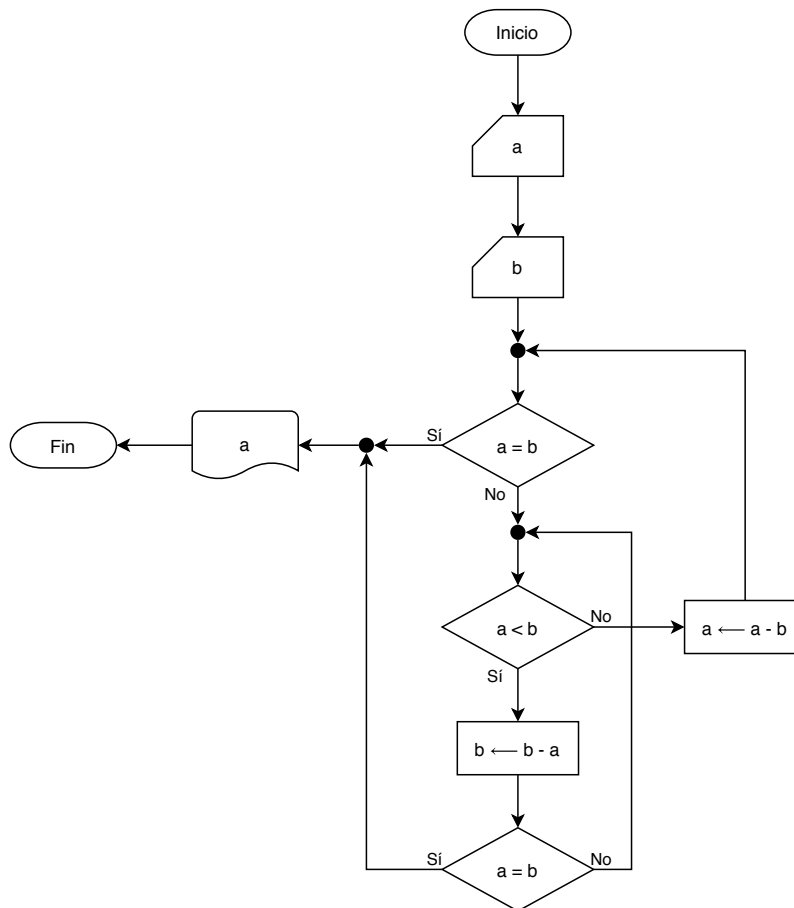 Inicio
a
b
a = b
Sí
No
a
Fin
a < b
No
Sí
a ⟵ a - b
b ⟵ b - a
a = b
Sí
No